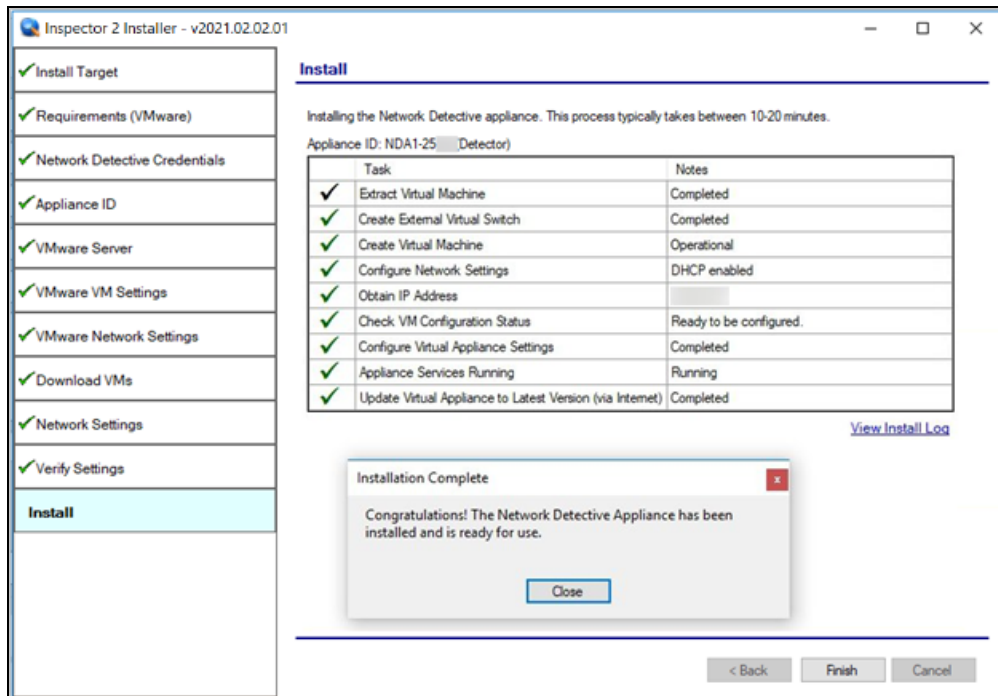 Inspector 2 Installer - v2021.02.02.01
Install Target
Requirements (VMware)
Network Detective Credentials
Appliance ID
VMware Server
VMware VM Settings
VMware Network Settings
Download VMs
Network Settings
Verify Settings
Install
Install
Installing the Network Detective appliance. This process typically takes between 10-20 minutes.
Appliance ID: NDA1-25 Detector)
Task Notes
Extract Virtual Machine Completed
Create External Virtual Switch Completed
Create Virtual Machine Operational
Configure Network Settings DHCP enabled
Obtain IP Address
Check VM Configuration Status Ready to be configured.
Configure Virtual Appliance Settings Completed
Appliance Services Running Running
Update Virtual Appliance to Latest Version (via Internet) Completed
View Install Log
Installation Complete
x
Congratulations! The Network Detective Appliance has been
installed and is ready for use.
Close
< Back Finish Cancel